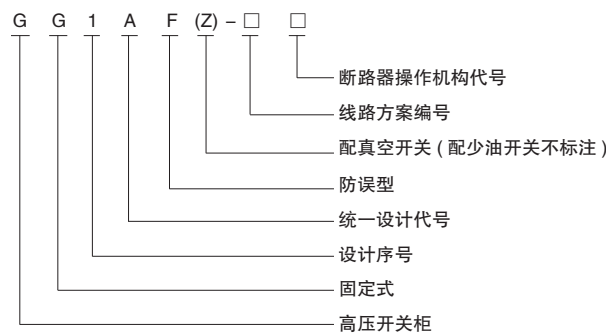 G G 1 A F (Z) – □ □
断路器操作机构代号
线路方案编号
配真空开关 ( 配少油开关不标注 )
防误型
统一设计代号
设计序号
固定式
高压开关柜